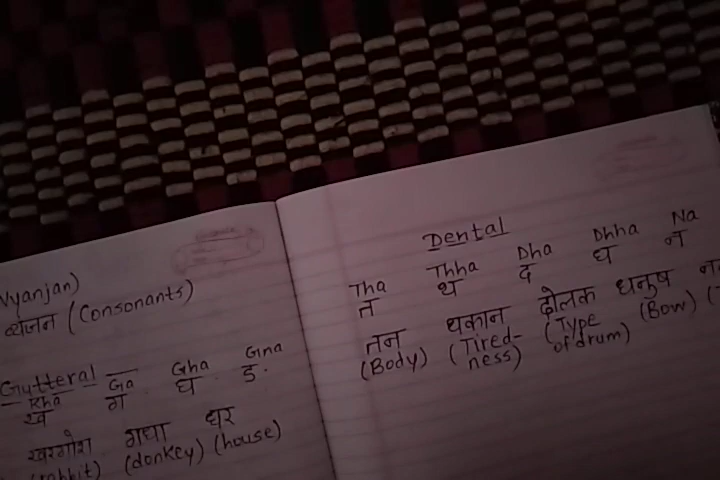 Vyanjan)
व्यंजन (Consonants)
Gutteral
Kha Ga Gha Gna
ख ग घ ङ
खरगोश गधा घर
(rabbit) (donkey) (house)
Dental
Tha Thha Dha Dhha Na
त थ द ध न
तन थकान ढोलक धनुष
(Body) (Tired-ness) (Type of drum) (Bow)